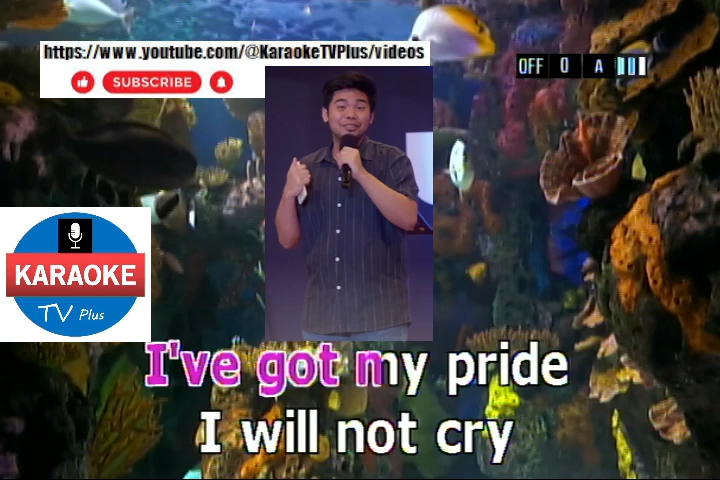 https://www.youtube.com/@KaraokeTVPlus/videos
SUBSCRIBE
OFF 0 A
KARAOKE
TV Plus
I've got my pride
I will not cry